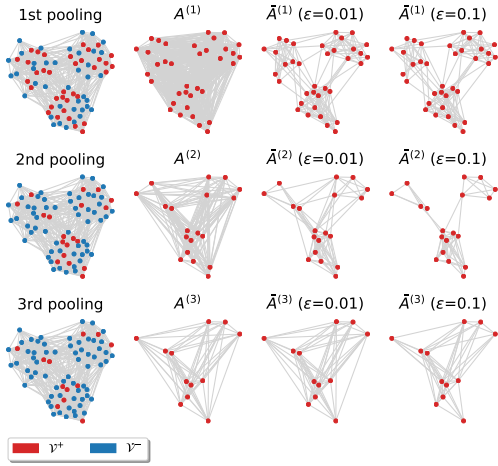 1st pooling A⁽¹⁾ Ā⁽¹⁾ (ε=0.01) Ā⁽¹⁾ (ε=0.1)
2nd pooling A⁽²⁾ Ā⁽²⁾ (ε=0.01) Ā⁽²⁾ (ε=0.1)
3rd pooling A⁽³⁾ Ā⁽³⁾ (ε=0.01) Ā⁽³⁾ (ε=0.1)
𝒱⁺ 𝒱⁻